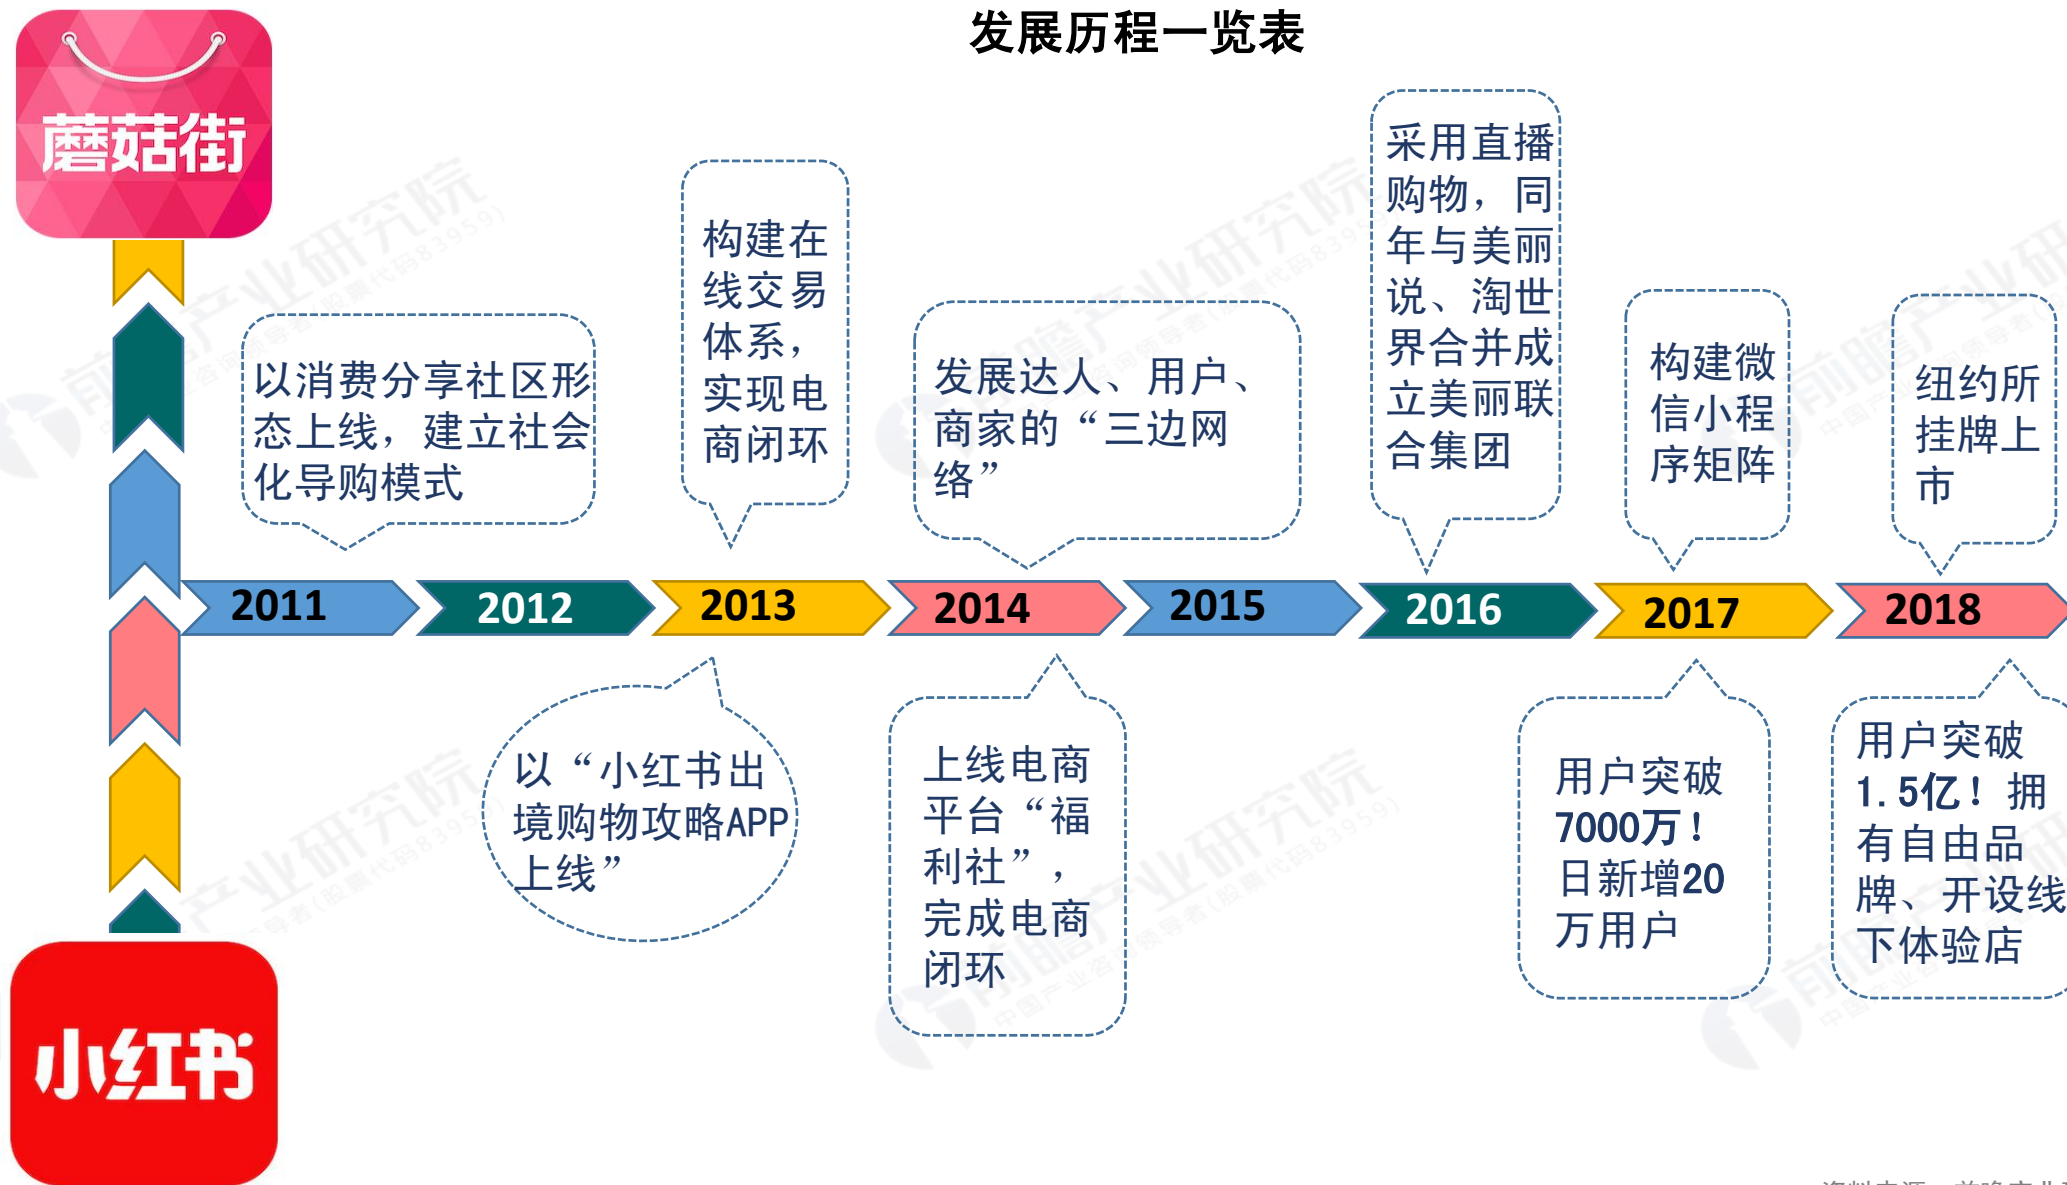 发展历程一览表
蘑菇街
以消费分享社区形
态上线，建立社会
化导购模式
构建在
线交易
体系，
实现电
商闭环
发展达人、用户、
商家的“三边网
络”
采用直播
购物，同
年与美丽
说、淘世
界合并成
立美丽联
合集团
构建微
信小程
序矩阵
纽约所
挂牌上
市
2011
2012
2013
2014
2015
2016
2017
2018
以“小红书出
境购物攻略APP
上线”
上线电商
平台“福
利社”，
完成电商
闭环
用户突破
7000万！
日新增20
万用户
用户突破
1.5亿！拥
有自由品
牌、开设线
下体验店
小红书